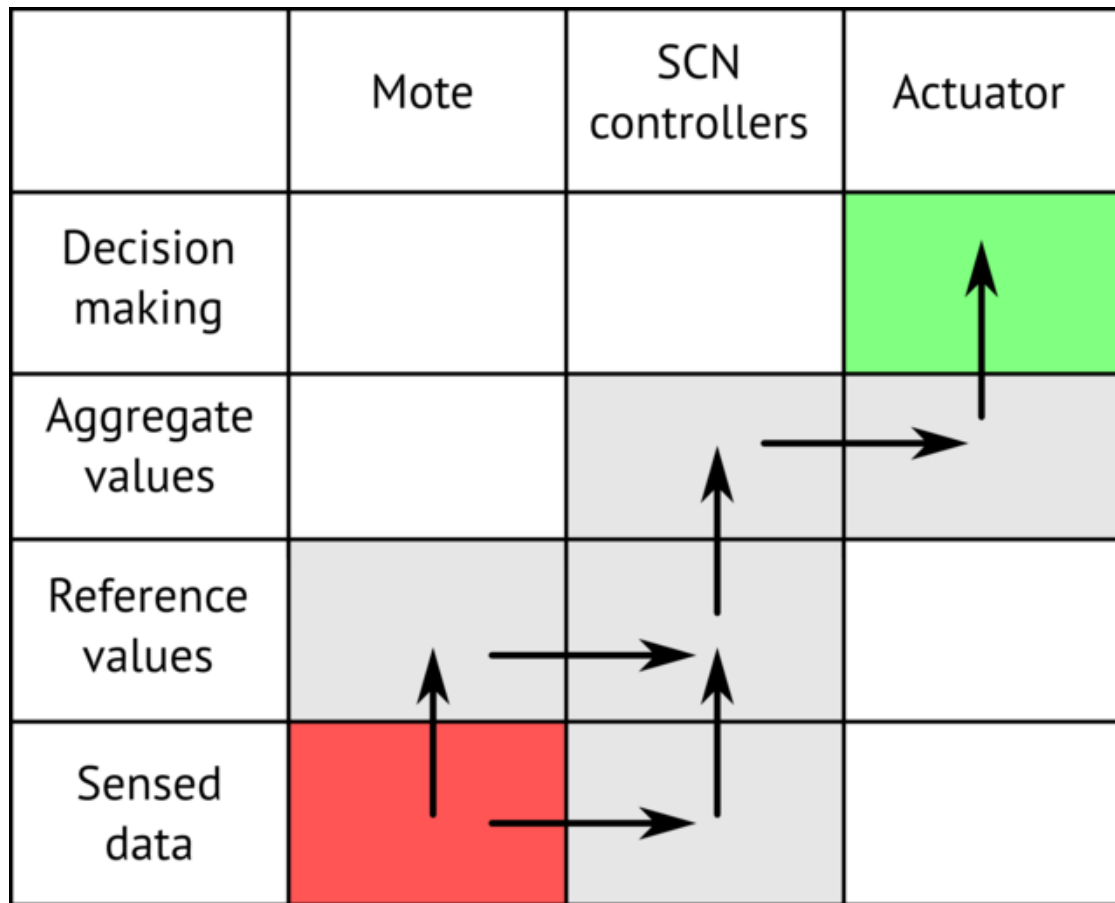 Mote
SCN
controllers
Actuator
Decision
making
Aggregate
values
Reference
values
Sensed
data